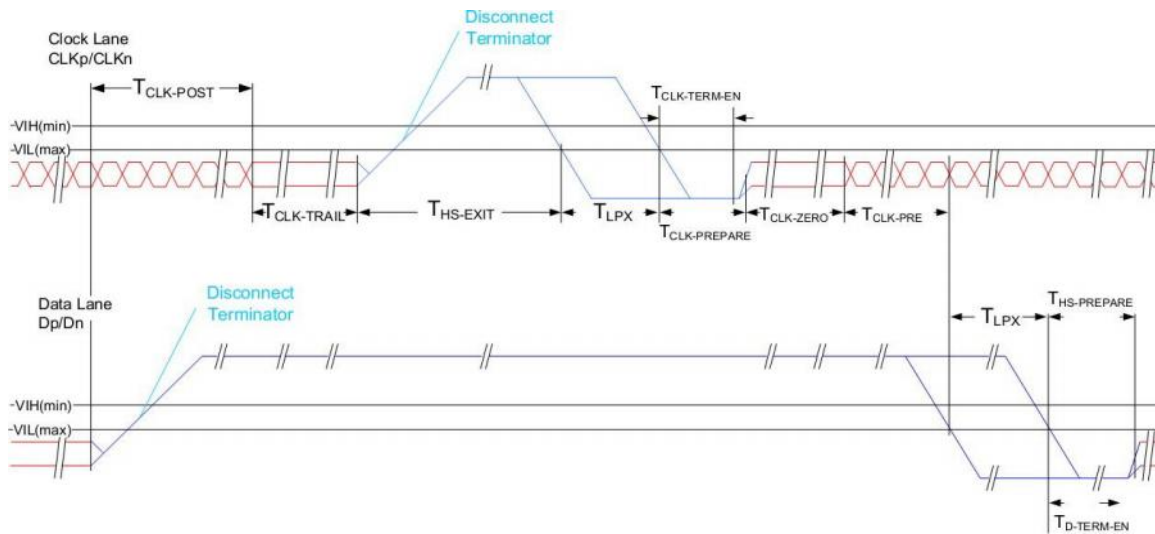 Disconnect
Terminator
Clock Lane
CLKp/CLKn
TCLK-POST
TCLK-TERM-EN
VIH(min)
VIL(max)
TCLK-TRAIL
THS-EXIT
TLPX
TCLK-PREPARE
TCLK-ZERO
TCLK-PRE
Data Lane
Dp/Dn
Disconnect
Terminator
TLPX
THS-PREPARE
VIH(min)
VIL(max)
TD-TERM-EN